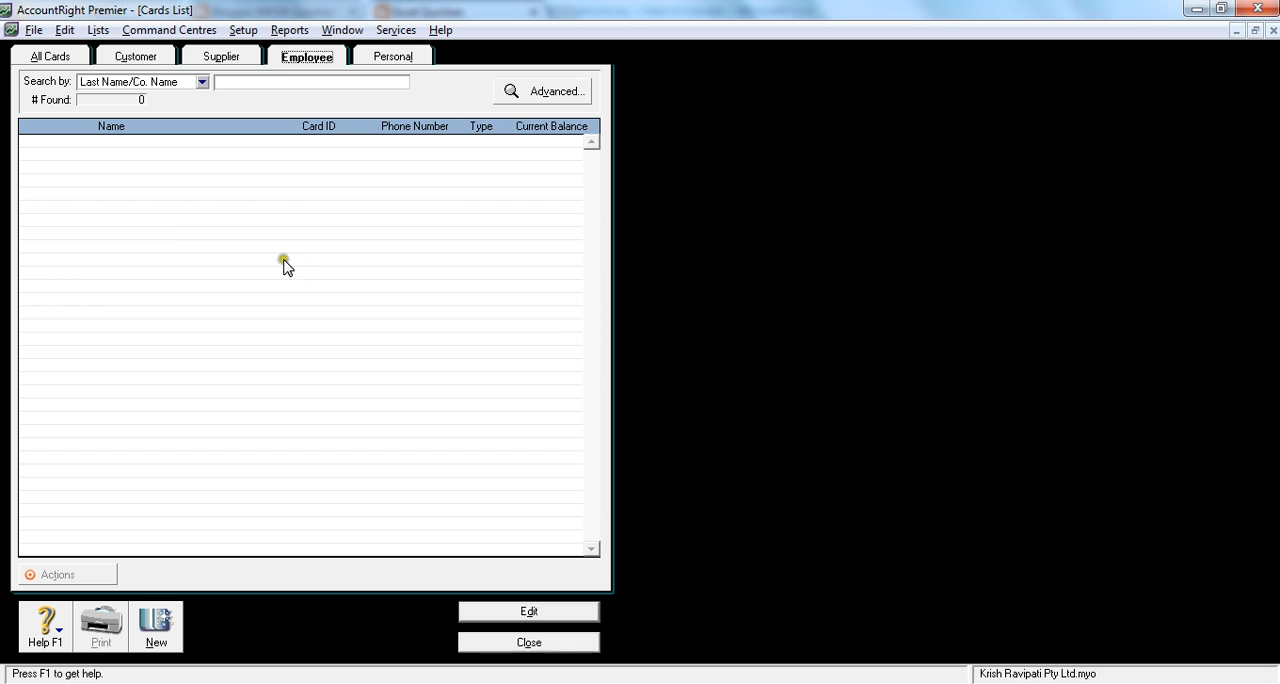 AccountRight Premier - [Cards List]
File Edit Lists Command Centres Setup Reports Window Services Help
All Cards Customer Supplier Employee Personal
Search by: Last Name/Co. Name
# Found: 0
Advanced...
Name Card ID Phone Number Type Current Balance
Actions
Edit
Help F1 Print New
Close
Press F1 to get help. Krish Ravipati Pty Ltd.myo